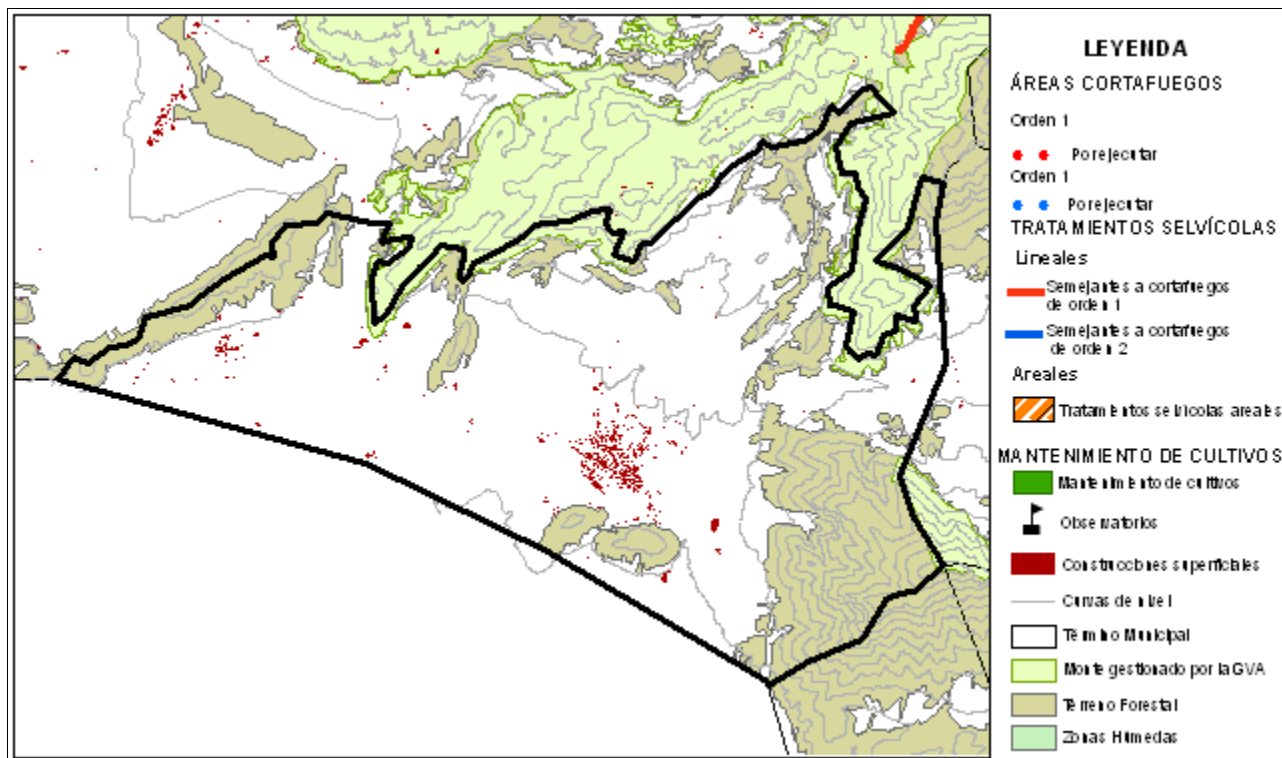 LEYENDA
ÁREAS CORTAFUEGOS
Orden 1
Por ejecutar
Orden 1
Por ejecutar
TRATAMIENTOS SELVÍCOLAS
Lineales
Semejantes a cortafuegos
de orden 1
Semejantes a cortafuegos
de orden 2
Areales
Tratamientos selvícolas areales
MANTENIMIENTO DE CULTIVOS
Mantenimiento de cultivos
Observatorios
Construcciones superficiales
Curvas de nivel
Término Municipal
Monte gestionado por la GVA
Terreno Forestal
Zonas Húmedas